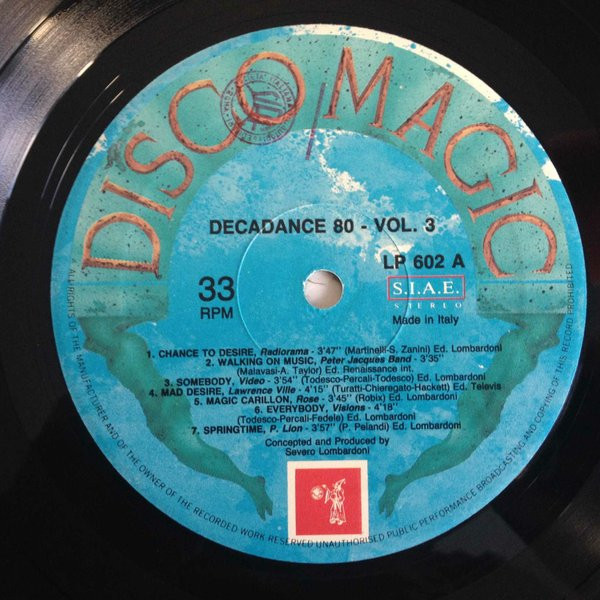 DISCO MAGIC
DECADANCE 80 - VOL. 3
LP 602 A
33
RPM
S.I.A.E.
STEREO
Made in Italy
1. CHANCE TO DESIRE, Radiorama - 3'47" (Martinelli-S. Zanini) Ed. Lombardoni
2. WALKING ON MUSIC, Peter Jacques Band - 3'35"
(Malavasi-A. Taylor) Ed. Renaissance int.
3. SOMEBODY, Video - 3'54" (Todesco-Percali-Todesco) Ed. Lombardoni
4. MAD DESIRE, Lawrence Ville - 4'15" (Turatti-Chieregato-Hackett) Ed. Televis
5. MAGIC CARILLON, Rose - 3'45" (Robix) Ed. Lombardoni
6. EVERYBODY, Visions - 4'18"
(Todesco-Percali-Fedele) Ed. Lombardoni
7. SPRINGTIME, P. Lion - 3'57" (P. Pelandi) Ed. Lombardoni
Concepted and Produced by
Severo Lombardoni
ALL RIGHTS OF THE MANUFACTURER AND OF THE OWNER OF THE RECORDED WORK RESERVED UNAUTHORISED PUBLIC PERFORMANCE BROADCASTING AND COPYING OF THIS RECORD PROHIBITED